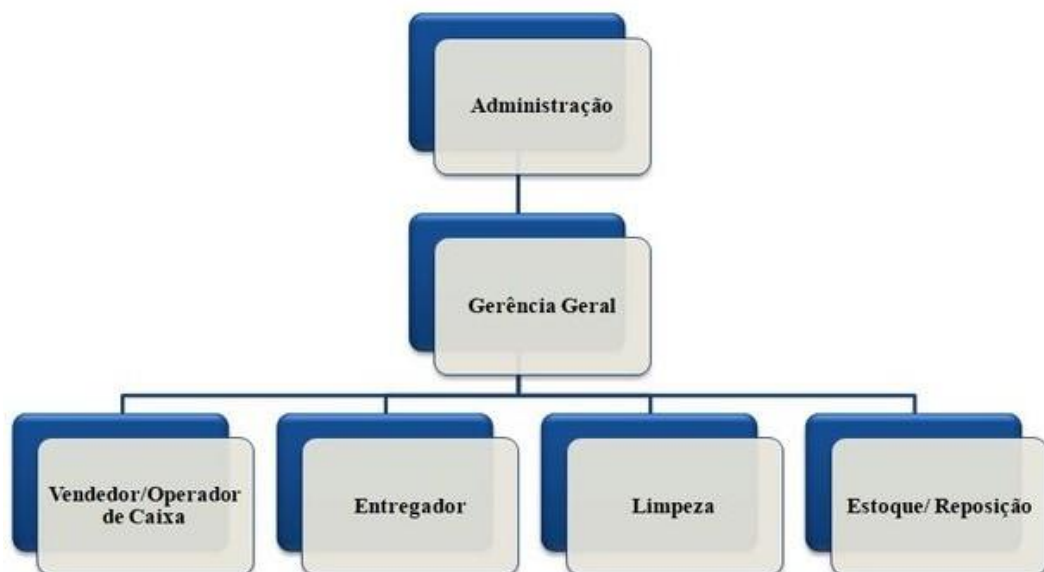 Administração
Gerência Geral
Vendedor/Operador
de Caixa
Entregador
Limpeza
Estoque/ Reposição